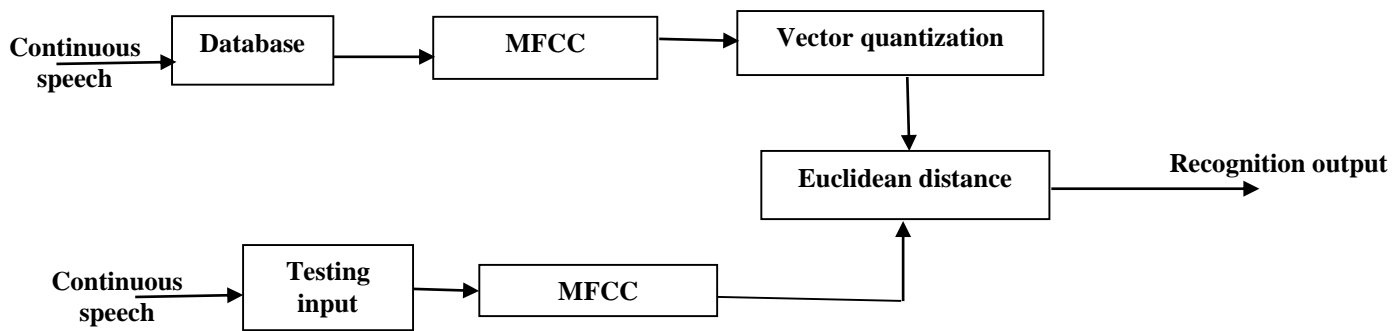 Continuous
speech
Database
MFCC
Vector quantization
Euclidean distance
Recognition output
Continuous
speech
Testing
input
MFCC